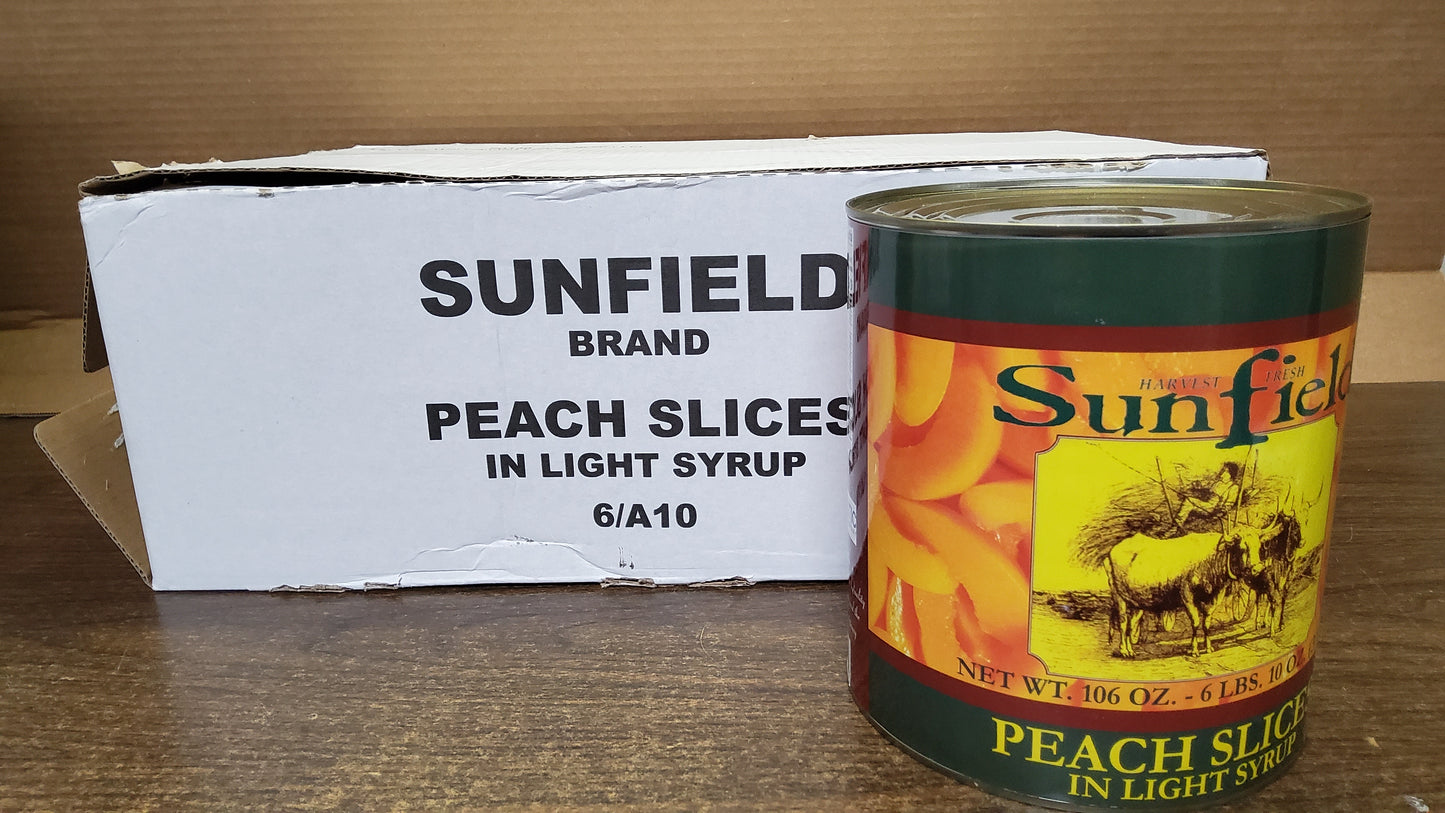 SUNFIELD
BRAND
PEACH SLICES
IN LIGHT SYRUP
6/A10
HARVEST FRESH
Sunfield
NET WT. 106 OZ. - 6 LBS. 10 OZ.
PEACH SLICES
IN LIGHT SYRUP